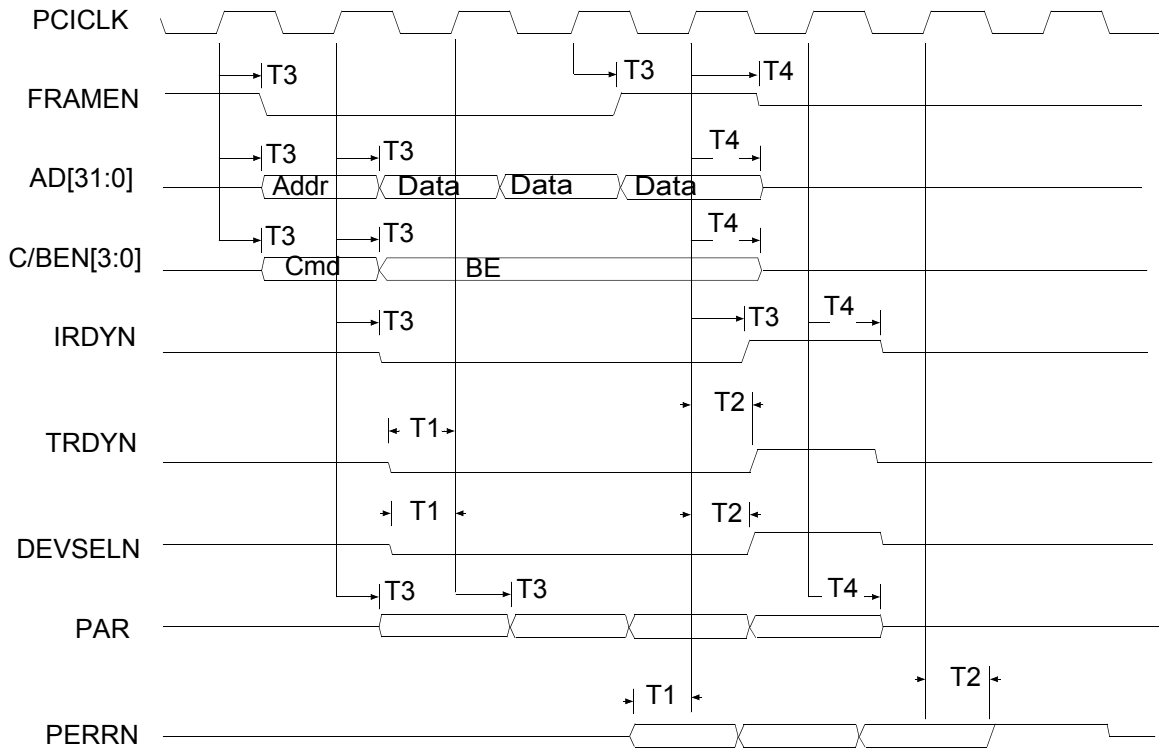 PCICLK
T3 T3 T4
FRAMEN
T3 T3 T4
AD[31:0]
Addr Data Data Data
T3 T3 T4
C/BEN[3:0]
Cmd BE
T3 T3 T4
IRDYN
T2
T1
TRDYN
T1 T2
DEVSELN
T3 T3 T4
PAR
T1 T2
PERRN